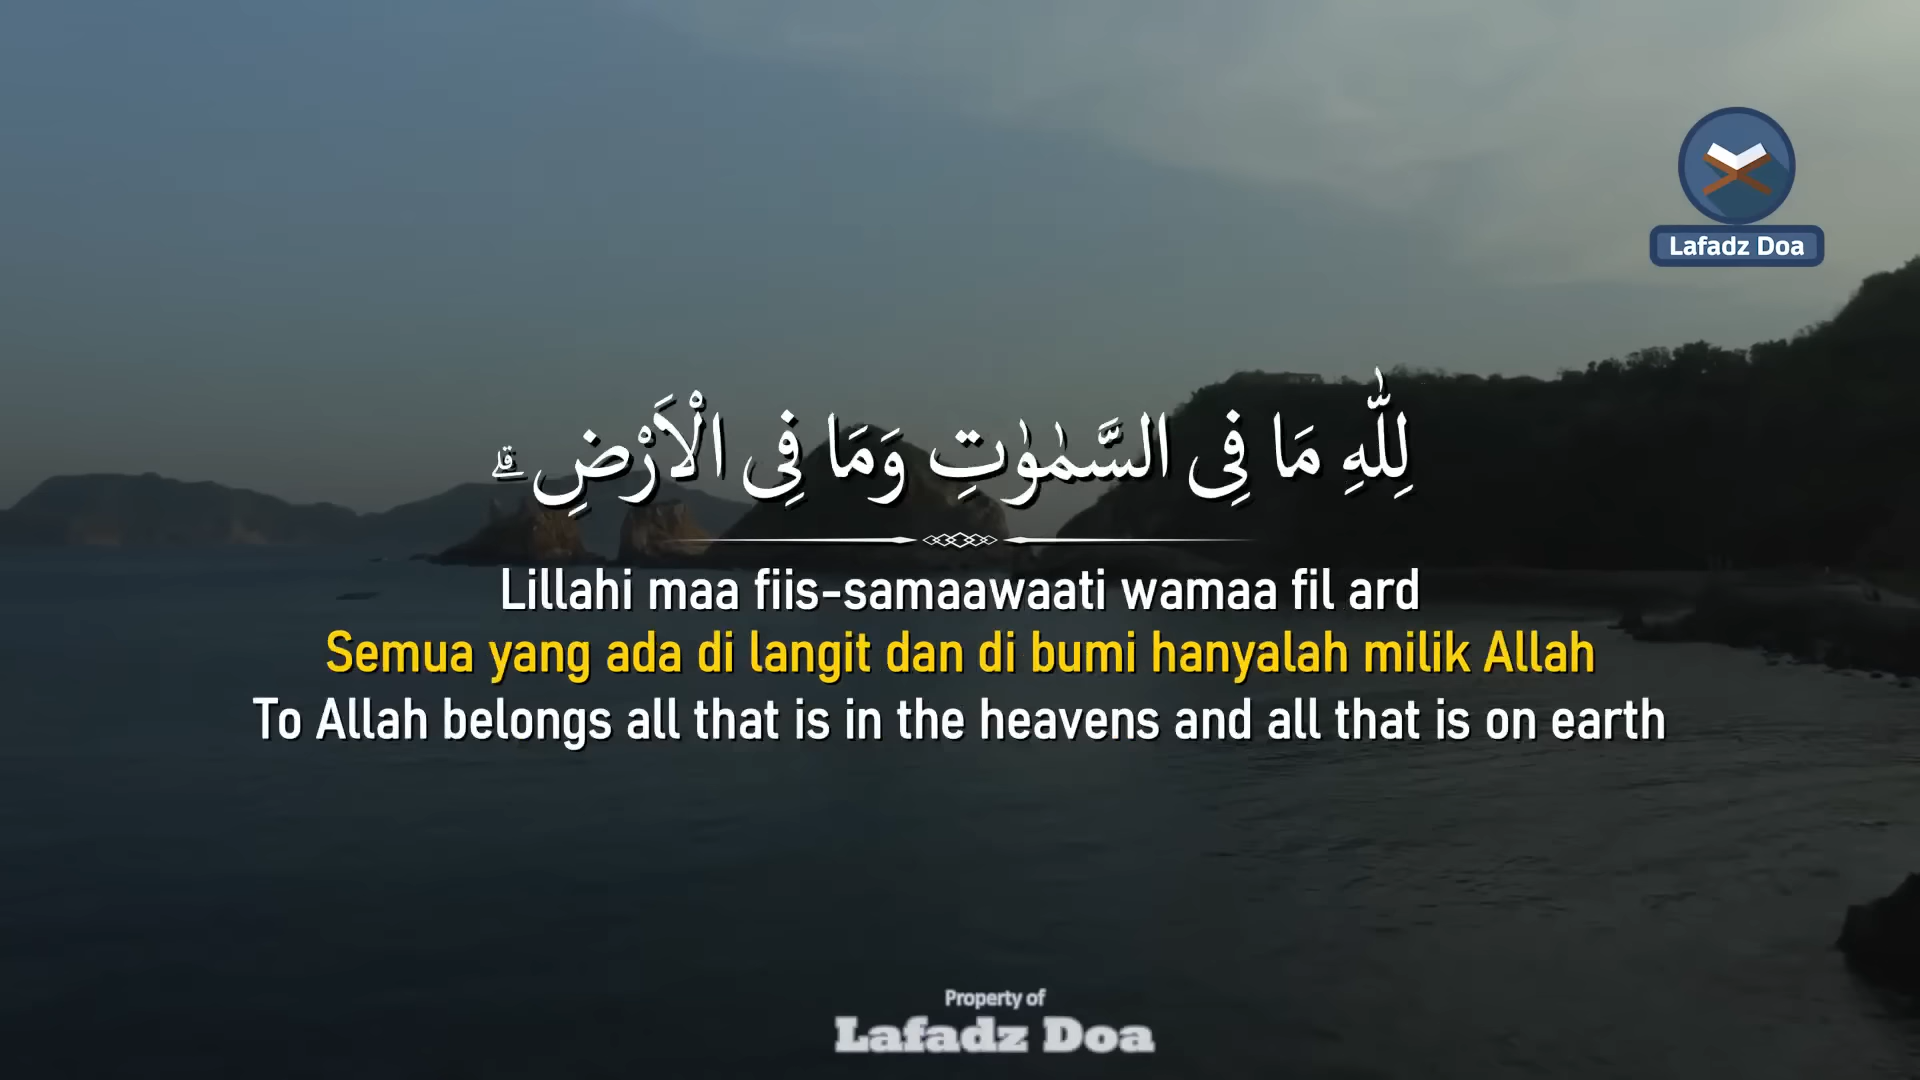 Lafadz Doa
لِلّٰهِ مَا فِى السَّمٰوٰتِ وَمَا فِى الْاَرْضِ ۗ
Lillahi maa fiis-samaawaati wamaa fil ard
Semua yang ada di langit dan di bumi hanyalah milik Allah
To Allah belongs all that is in the heavens and all that is on earth
Property of
Lafadz Doa